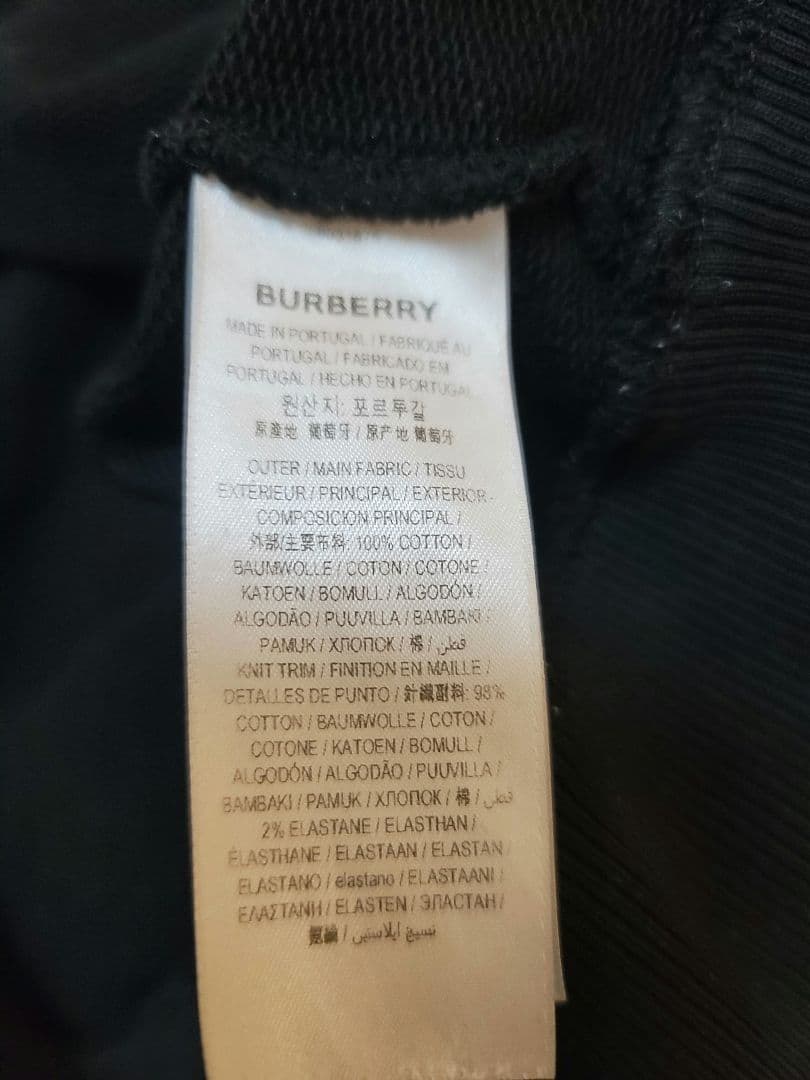 BURBERRY
MADE IN PORTUGAL / FABRIQUÉ AU
PORTUGAL / FABRICADO EM
PORTUGAL / HECHO EN PORTUGAL
원산지: 포르투갈
原產地 葡萄牙 / 原产地 葡萄牙
OUTER / MAIN FABRIC / TISSU
EXTÉRIEUR / PRINCIPAL / EXTERIOR -
COMPOSICION PRINCIPAL /
外部/主要布料: 100% COTTON /
BAUMWOLLE / COTON / COTONE /
KATOEN / BOMULL / ALGODÓN /
ALGODÃO / PUUVILLA / BAMBAKI /
PAMUK / ХЛОПОК / 棉 / قطن
KNIT TRIM / FINITION EN MAILLE /
DETALLES DE PUNTO / 針織副料: 98%
COTTON / BAUMWOLLE / COTON /
COTONE / KATOEN / BOMULL /
ALGODÓN / ALGODÃO / PUUVILLA /
BAMBAKI / PAMUK / ХЛОПОК / 棉 / قطن
2% ELASTANE / ELASTHAN /
ÉLASTHANE / ELASTAAN / ELASTAN
ELASTANO / elastano / ELASTAANI /
ΕΛΑΣΤΑΝΗ / ELASTEN / ЭЛАСТАН /
نسيج ايلاستين /